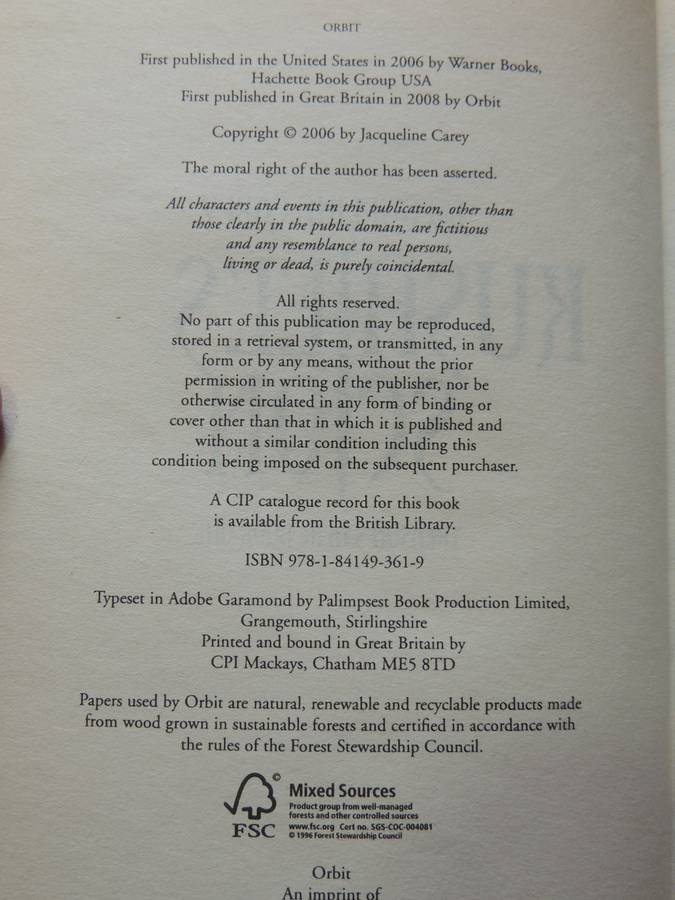 ORBIT
First published in the United States in 2006 by Warner Books,
Hachette Book Group USA
First published in Great Britain in 2008 by Orbit
Copyright © 2006 by Jacqueline Carey
The moral right of the author has been asserted.
All characters and events in this publication, other than
those clearly in the public domain, are fictitious
and any resemblance to real persons,
living or dead, is purely coincidental.
All rights reserved.
No part of this publication may be reproduced,
stored in a retrieval system, or transmitted, in any
form or by any means, without the prior
permission in writing of the publisher, nor be
otherwise circulated in any form of binding or
cover other than that in which it is published and
without a similar condition including this
condition being imposed on the subsequent purchaser.
A CIP catalogue record for this book
is available from the British Library.
ISBN 978-1-84149-361-9
Typeset in Adobe Garamond by Palimpsest Book Production Limited,
Grangemouth, Stirlingshire
Printed and bound in Great Britain by
CPI Mackays, Chatham ME5 8TD
Papers used by Orbit are natural, renewable and recyclable products made
from wood grown in sustainable forests and certified in accordance with
the rules of the Forest Stewardship Council.
©
FSC
Mixed Sources
Product group from well-managed
forests and other controlled sources
www.fsc.org Cert no. SGS-COC-004081
© 1996 Forest Stewardship Council
Orbit
An imprint of